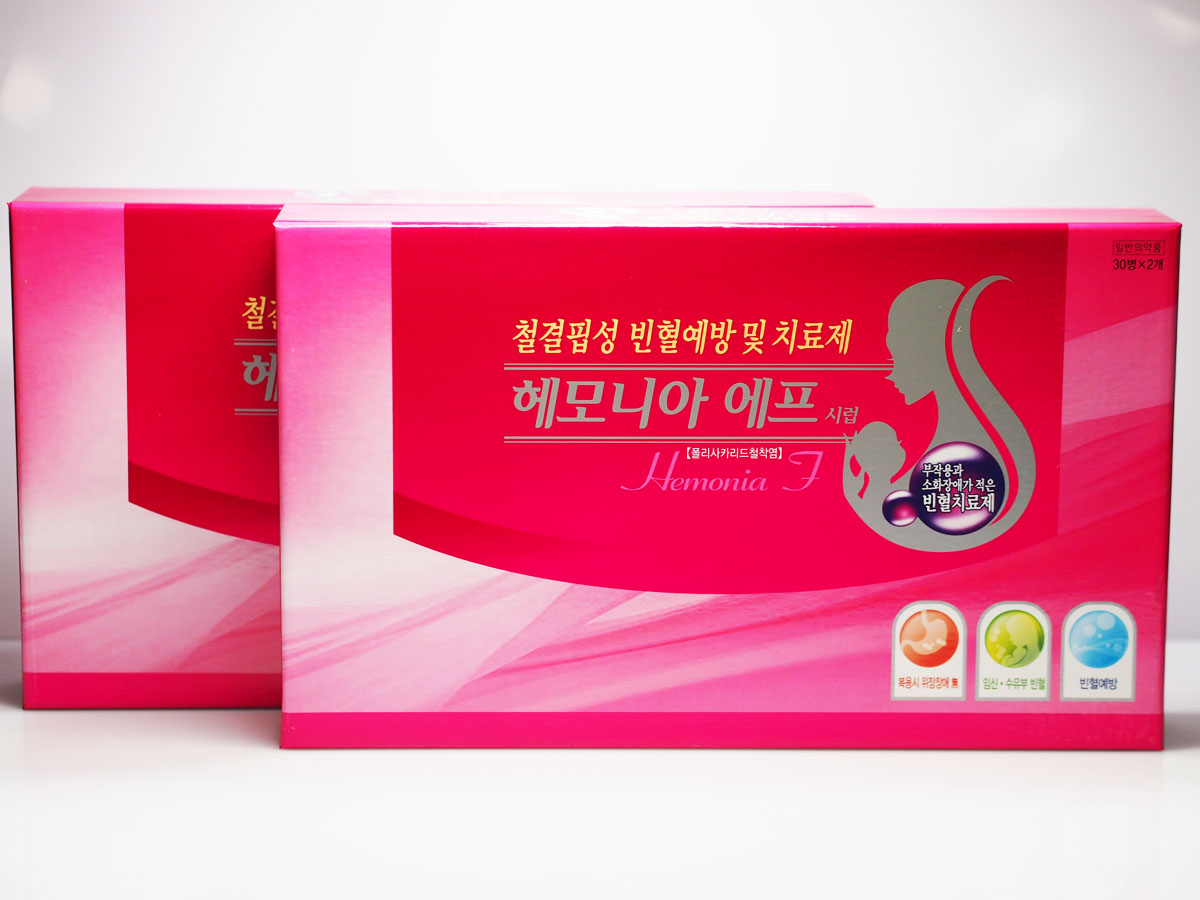 일반의약품
30병×2개
철결핍성 빈혈예방 및 치료제
헤모니아 에프 시럽
【폴리사카리드철착염】
Hemonia F
부작용과
소화장애가 적은
빈혈치료제
복용시 위장장애 無
임신·수유부 빈혈
빈혈예방
철
헤